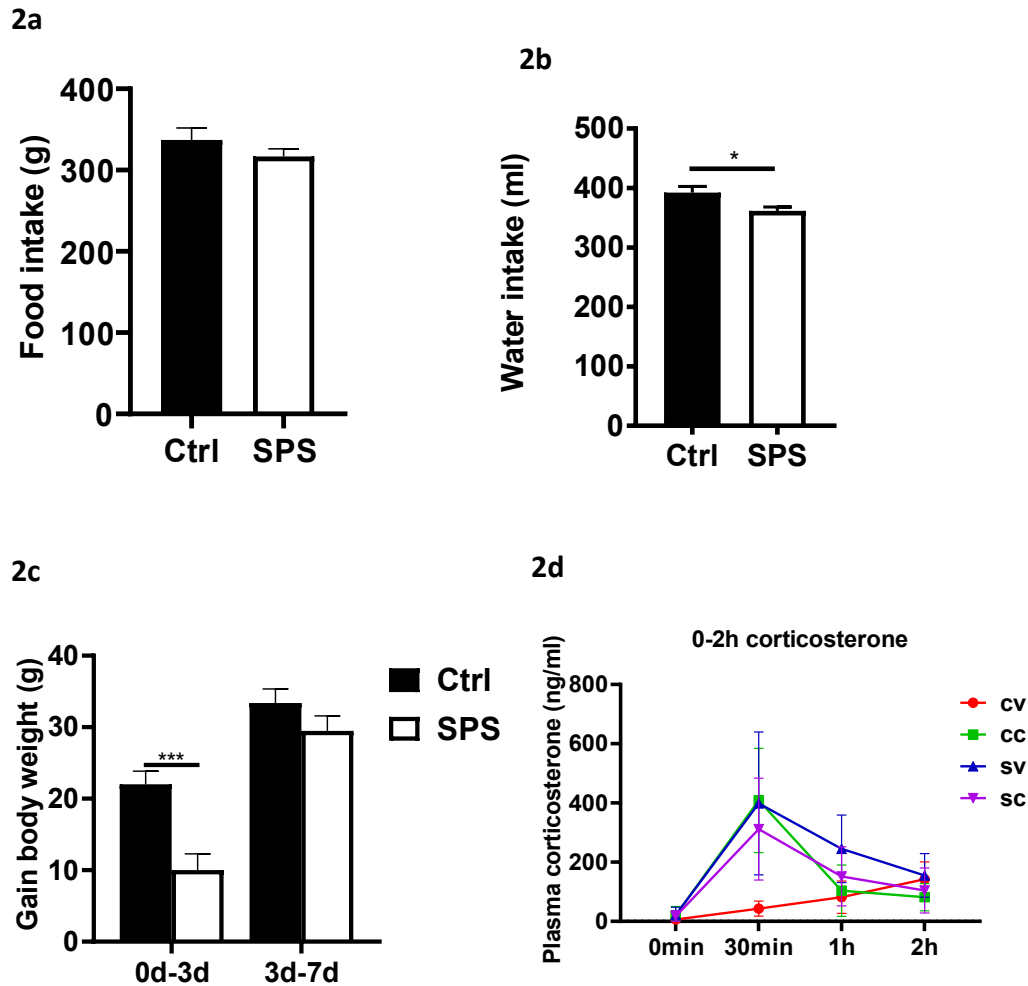 2a
400
300
200
100
0
Food intake (g)
Ctrl SPS
2b
500
400
300
200
100
0
Water intake (ml)
*
Ctrl SPS
2c
40
30
20
10
0
Gain body weight (g)
***
0d-3d 3d-7d
Ctrl
SPS
2d
0-2h corticosterone
800
600
400
200
0
Plasma corticosterone (ng/ml)
0min 30min 1h 2h
cv
cc
sv
sc